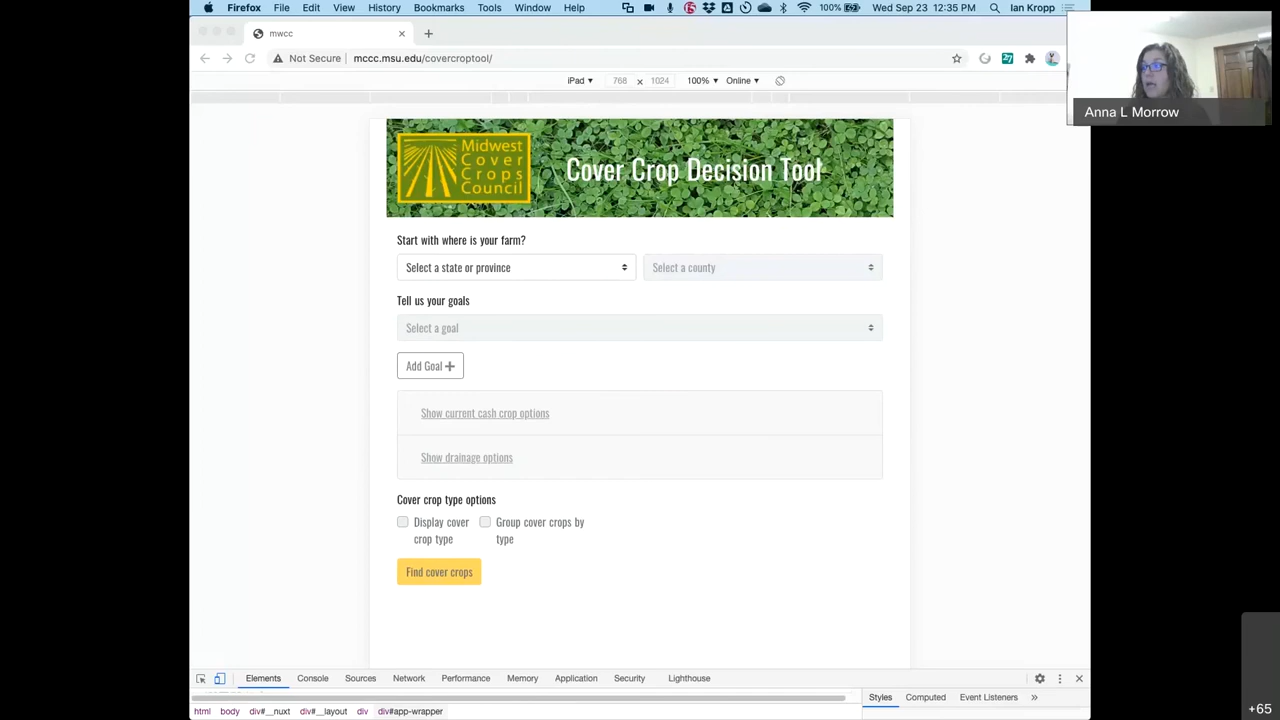 Firefox File Edit View History Bookmarks Tools Window Help 100% Wed Sep 23 12:35 PM Ian Kropp
mwcc
Not Secure mccc.msu.edu/covercroptool/
iPad 768 x 1024 100% Online
Anna L Morrow
Midwest
Cover
Crops
Council
Cover Crop Decision Tool
Start with where is your farm?
Select a state or province Select a county
Tell us your goals
Select a goal
Add Goal
Show current cash crop options
Show drainage options
Cover crop type options
Display cover crop type
Group cover crops by type
Find cover crops
Elements Console Sources Network Performance Memory Application Security Lighthouse
Styles Computed Event Listeners »
html body div#__nuxt div#__layout div div#app-wrapper
+65